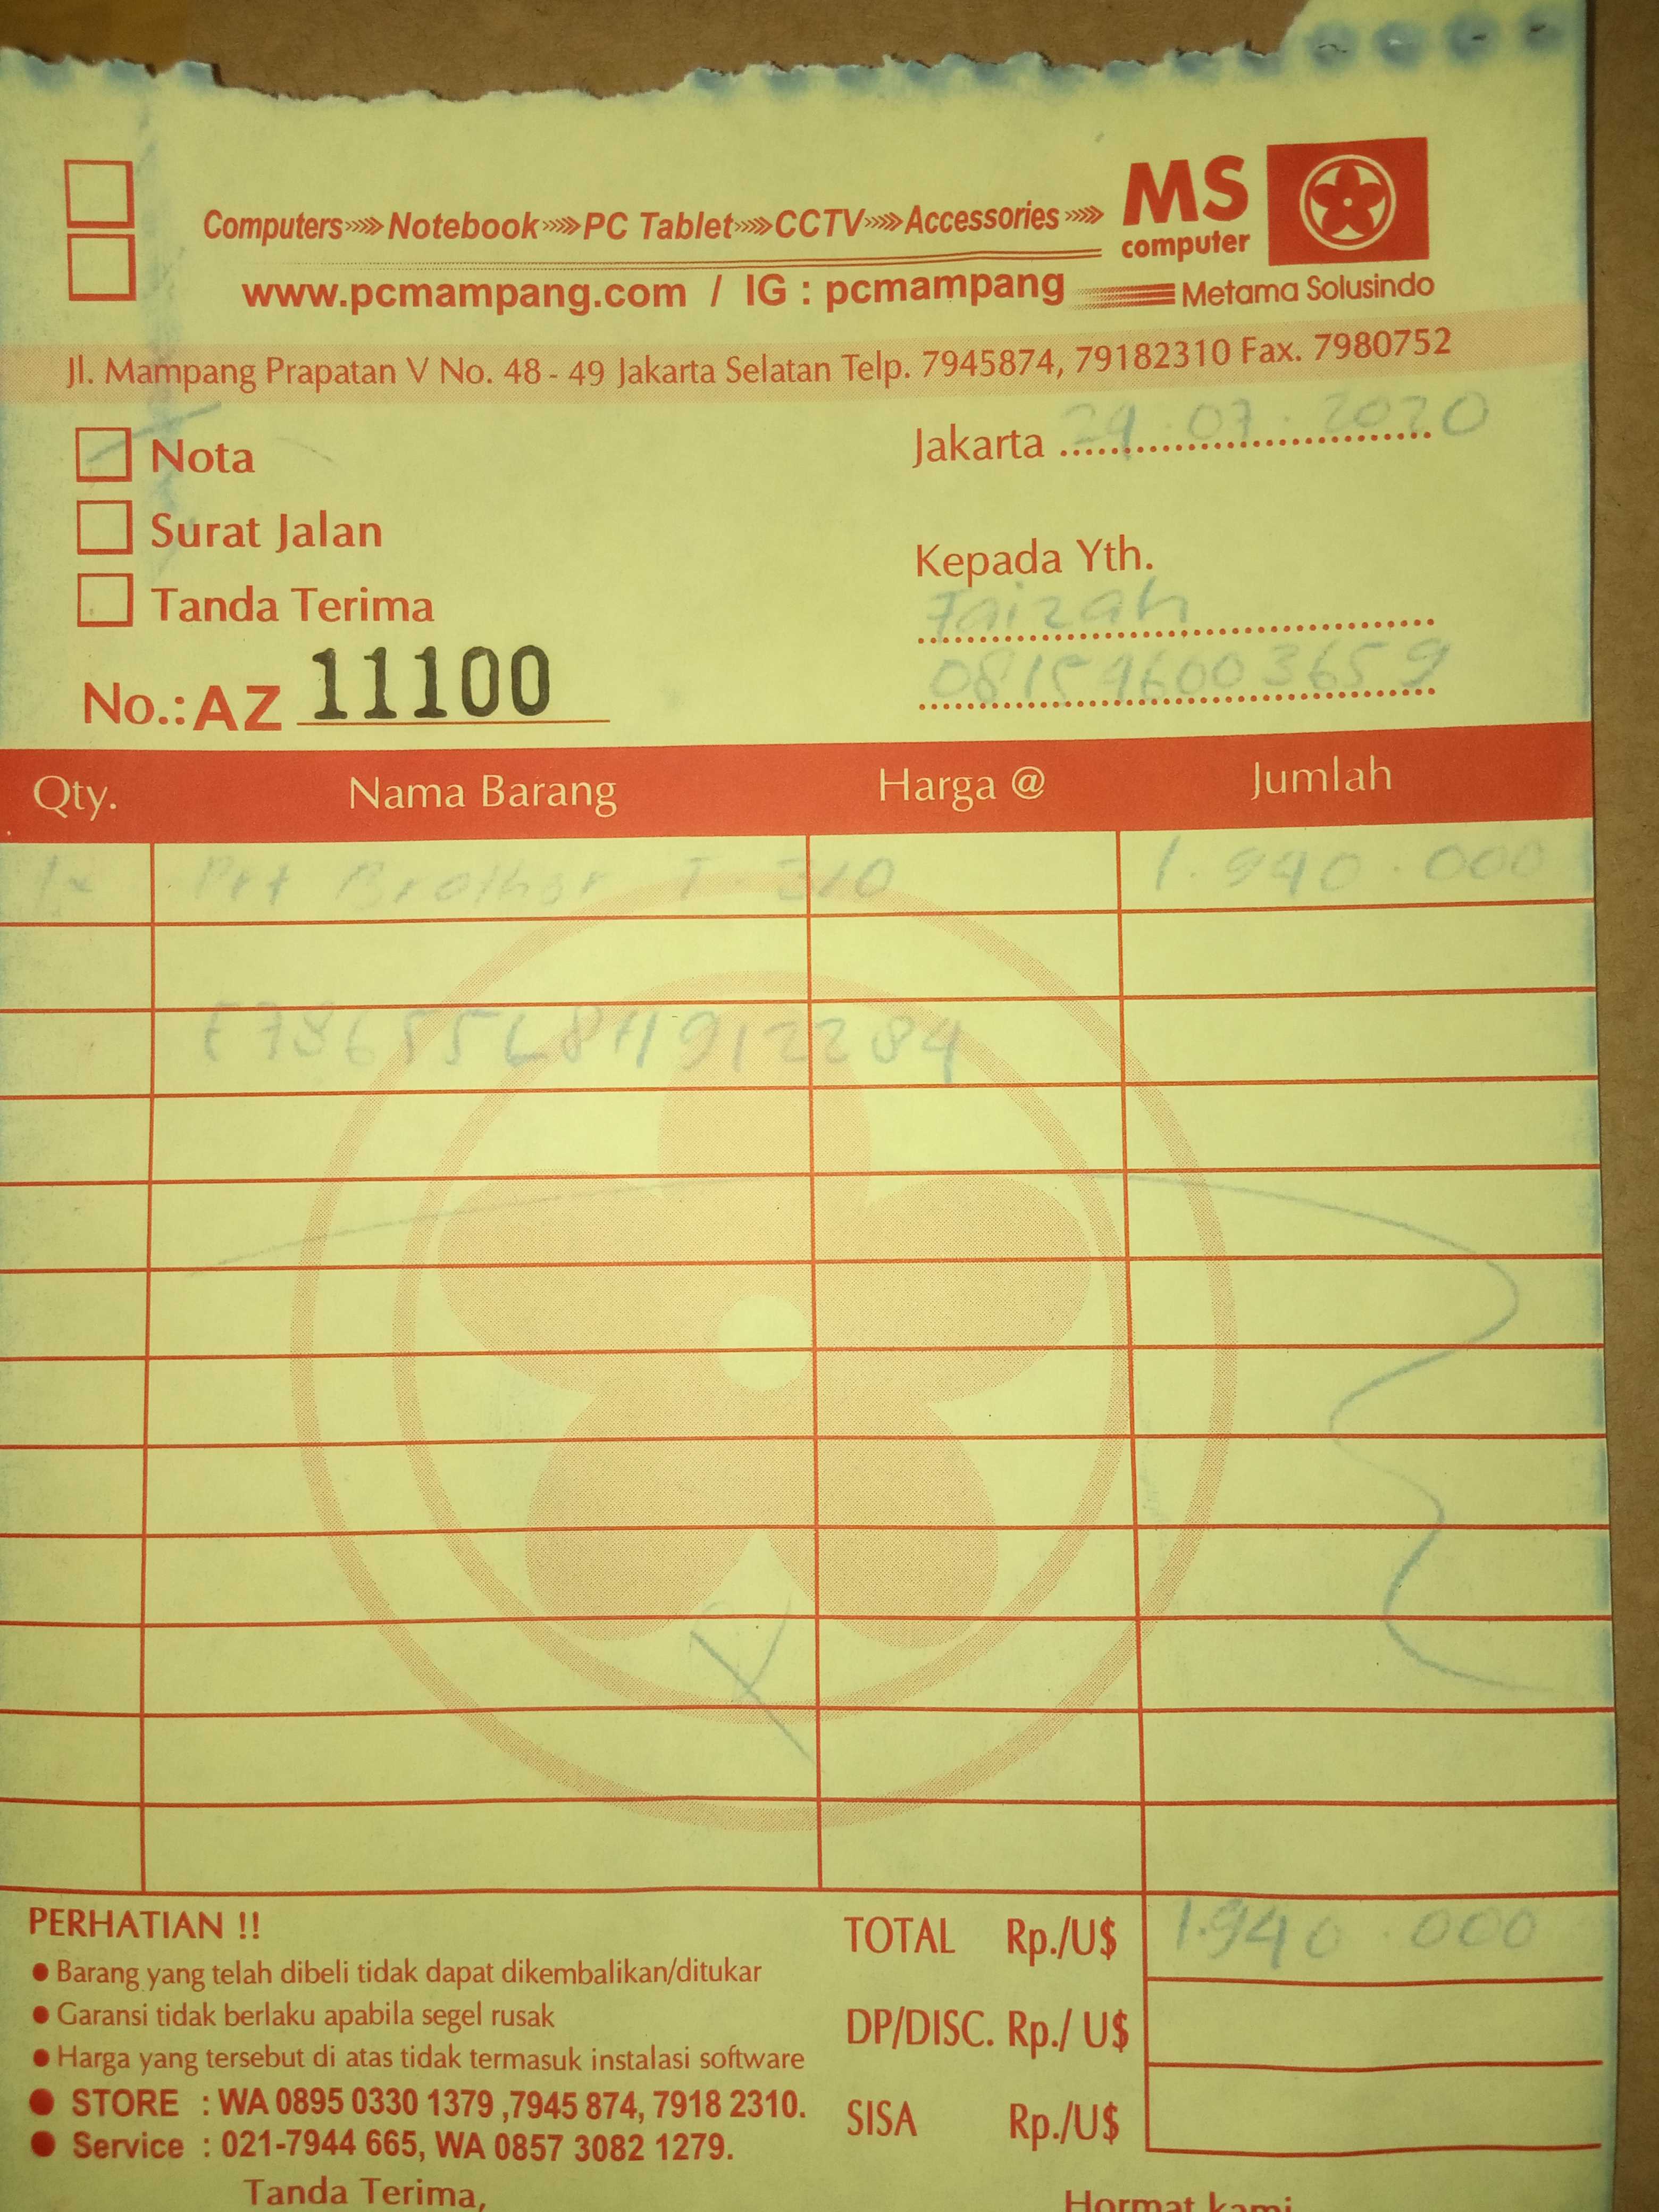 Computers Notebook PC Tablet CCTV Accessories
MS
computer
www.pcmampang.com / IG : pcmampang
Metama Solusindo
Jl. Mampang Prapatan V No. 48 - 49 Jakarta Selatan Telp. 7945874, 79182310 Fax. 7980752
Nota
Jakarta 29.07.2020
Surat Jalan
Kepada Yth.
Tanda Terima
Faizah
No.: AZ 11100
081596003659
Qty. Nama Barang Harga @ Jumlah
1x Prt Brother T-310 1.940.000
TOTAL Rp./U$ 1.940.000
DP/DISC. Rp./ U$
SISA Rp./U$
PERHATIAN !!
• Barang yang telah dibeli tidak dapat dikembalikan/ditukar
• Garansi tidak berlaku apabila segel rusak
• Harga yang tersebut di atas tidak termasuk instalasi software
• STORE : WA 0895 0330 1379 ,7945 874, 7918 2310.
• Service : 021-7944 665, WA 0857 3082 1279.
Tanda Terima,
Hormat kami